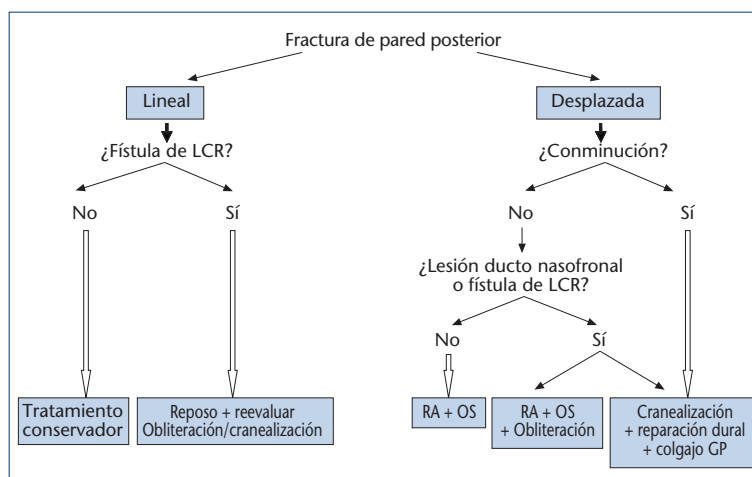 Fractura de pared posterior
Lineal
Desplazada
¿Fístula de LCR?
¿Conminución?
No
Sí
No
Sí
¿Lesión ducto nasofronal
o fístula de LCR?
No
Sí
Tratamiento
conservador
Reposo + reevaluar
Obliteración/cranealización
RA + OS
RA + OS
+ Obliteración
Cranealización
+ reparación dural
+ colgajo GP